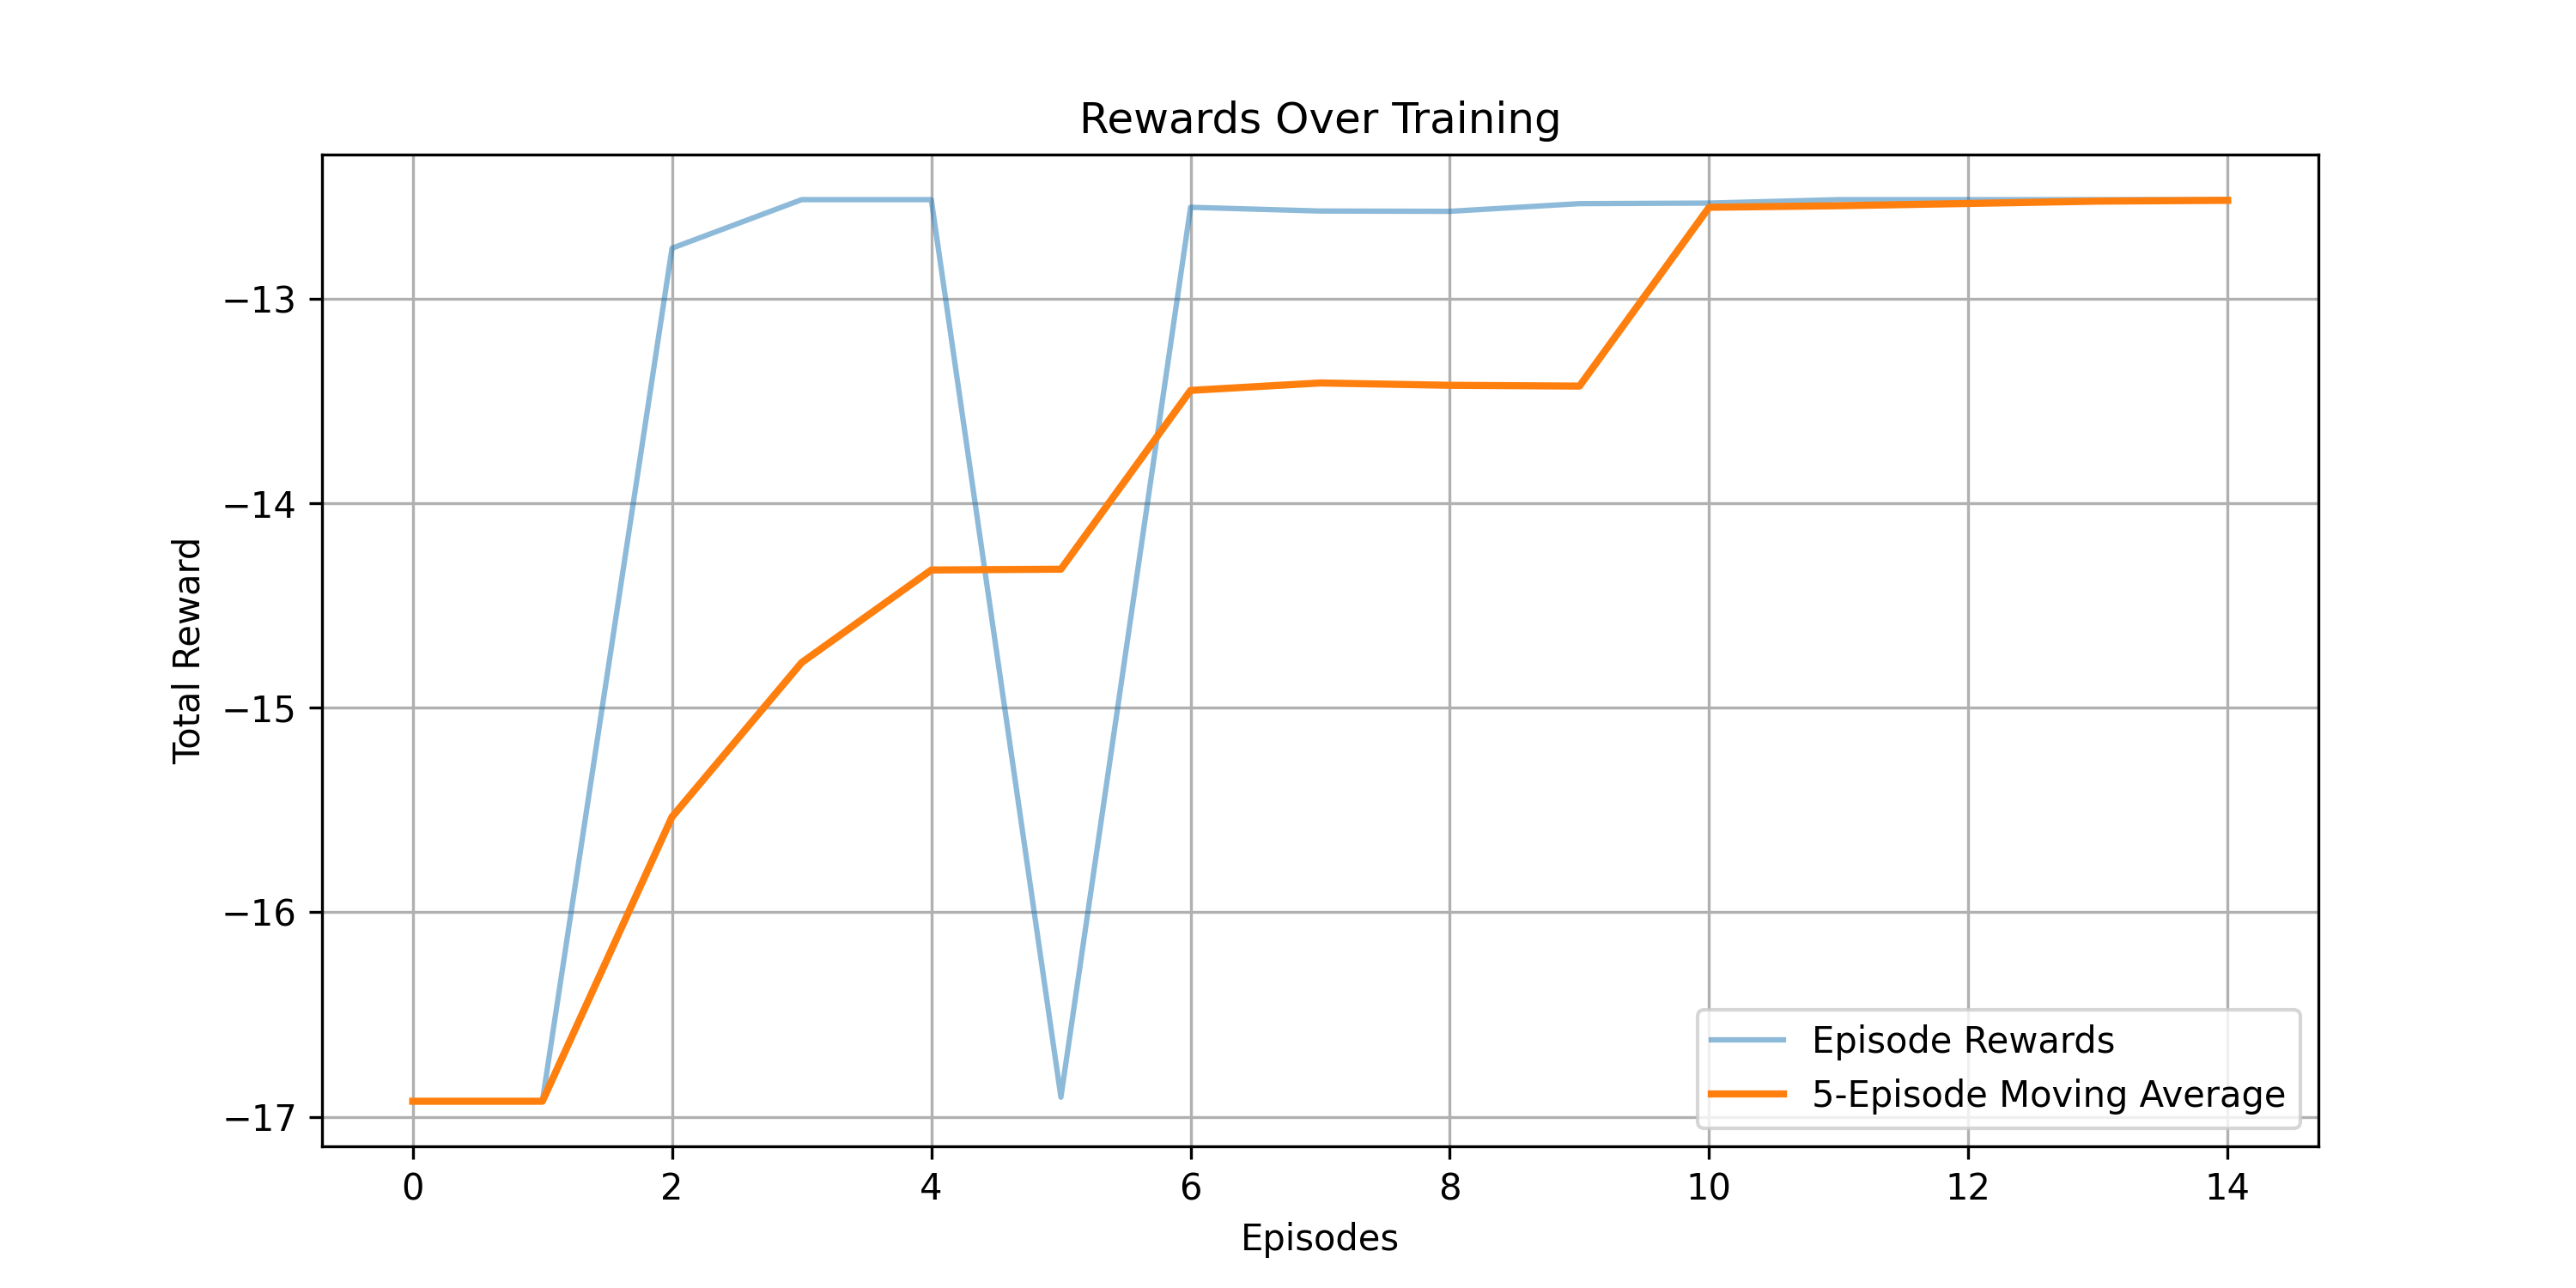 Rewards Over Training
Total Reward
−13
−14
−15
−16
−17
0 2 4 6 8 10 12 14
Episodes
Episode Rewards
5-Episode Moving Average